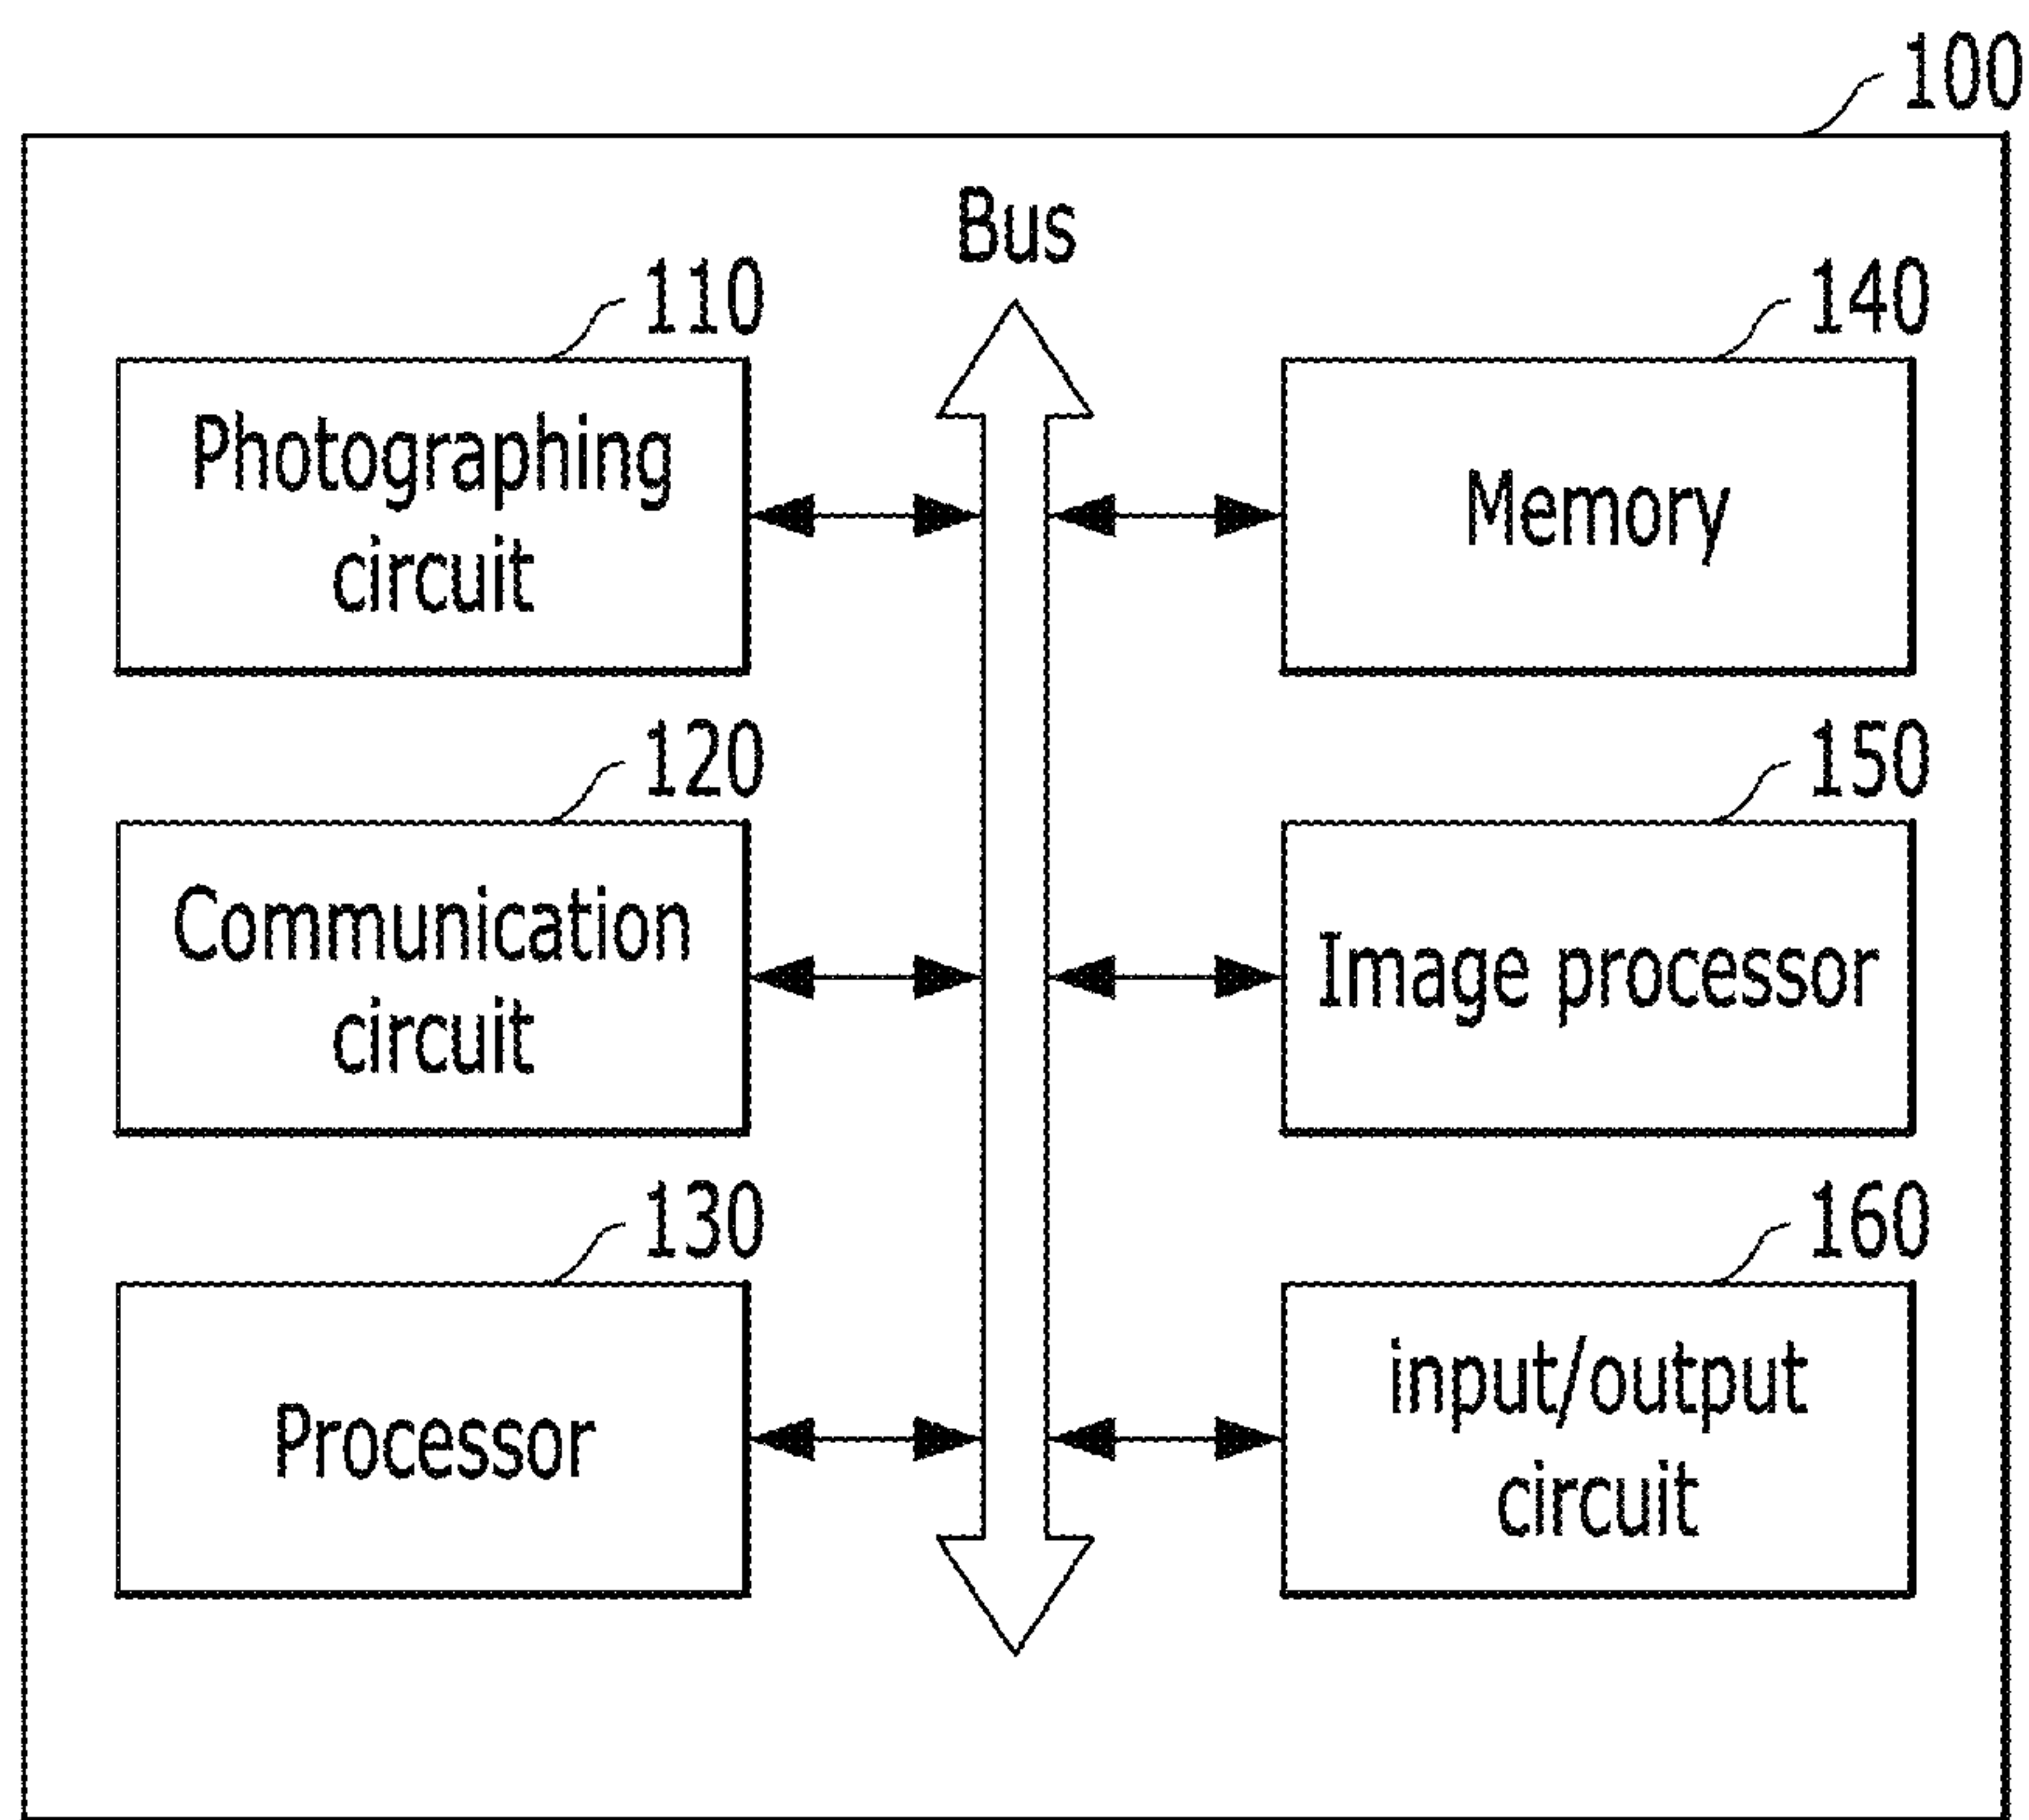 100
Bus
110
140
Photographing
circuit
Memory
120
150
Communication
circuit
Image processor
130
160
Processor
input/output
circuit